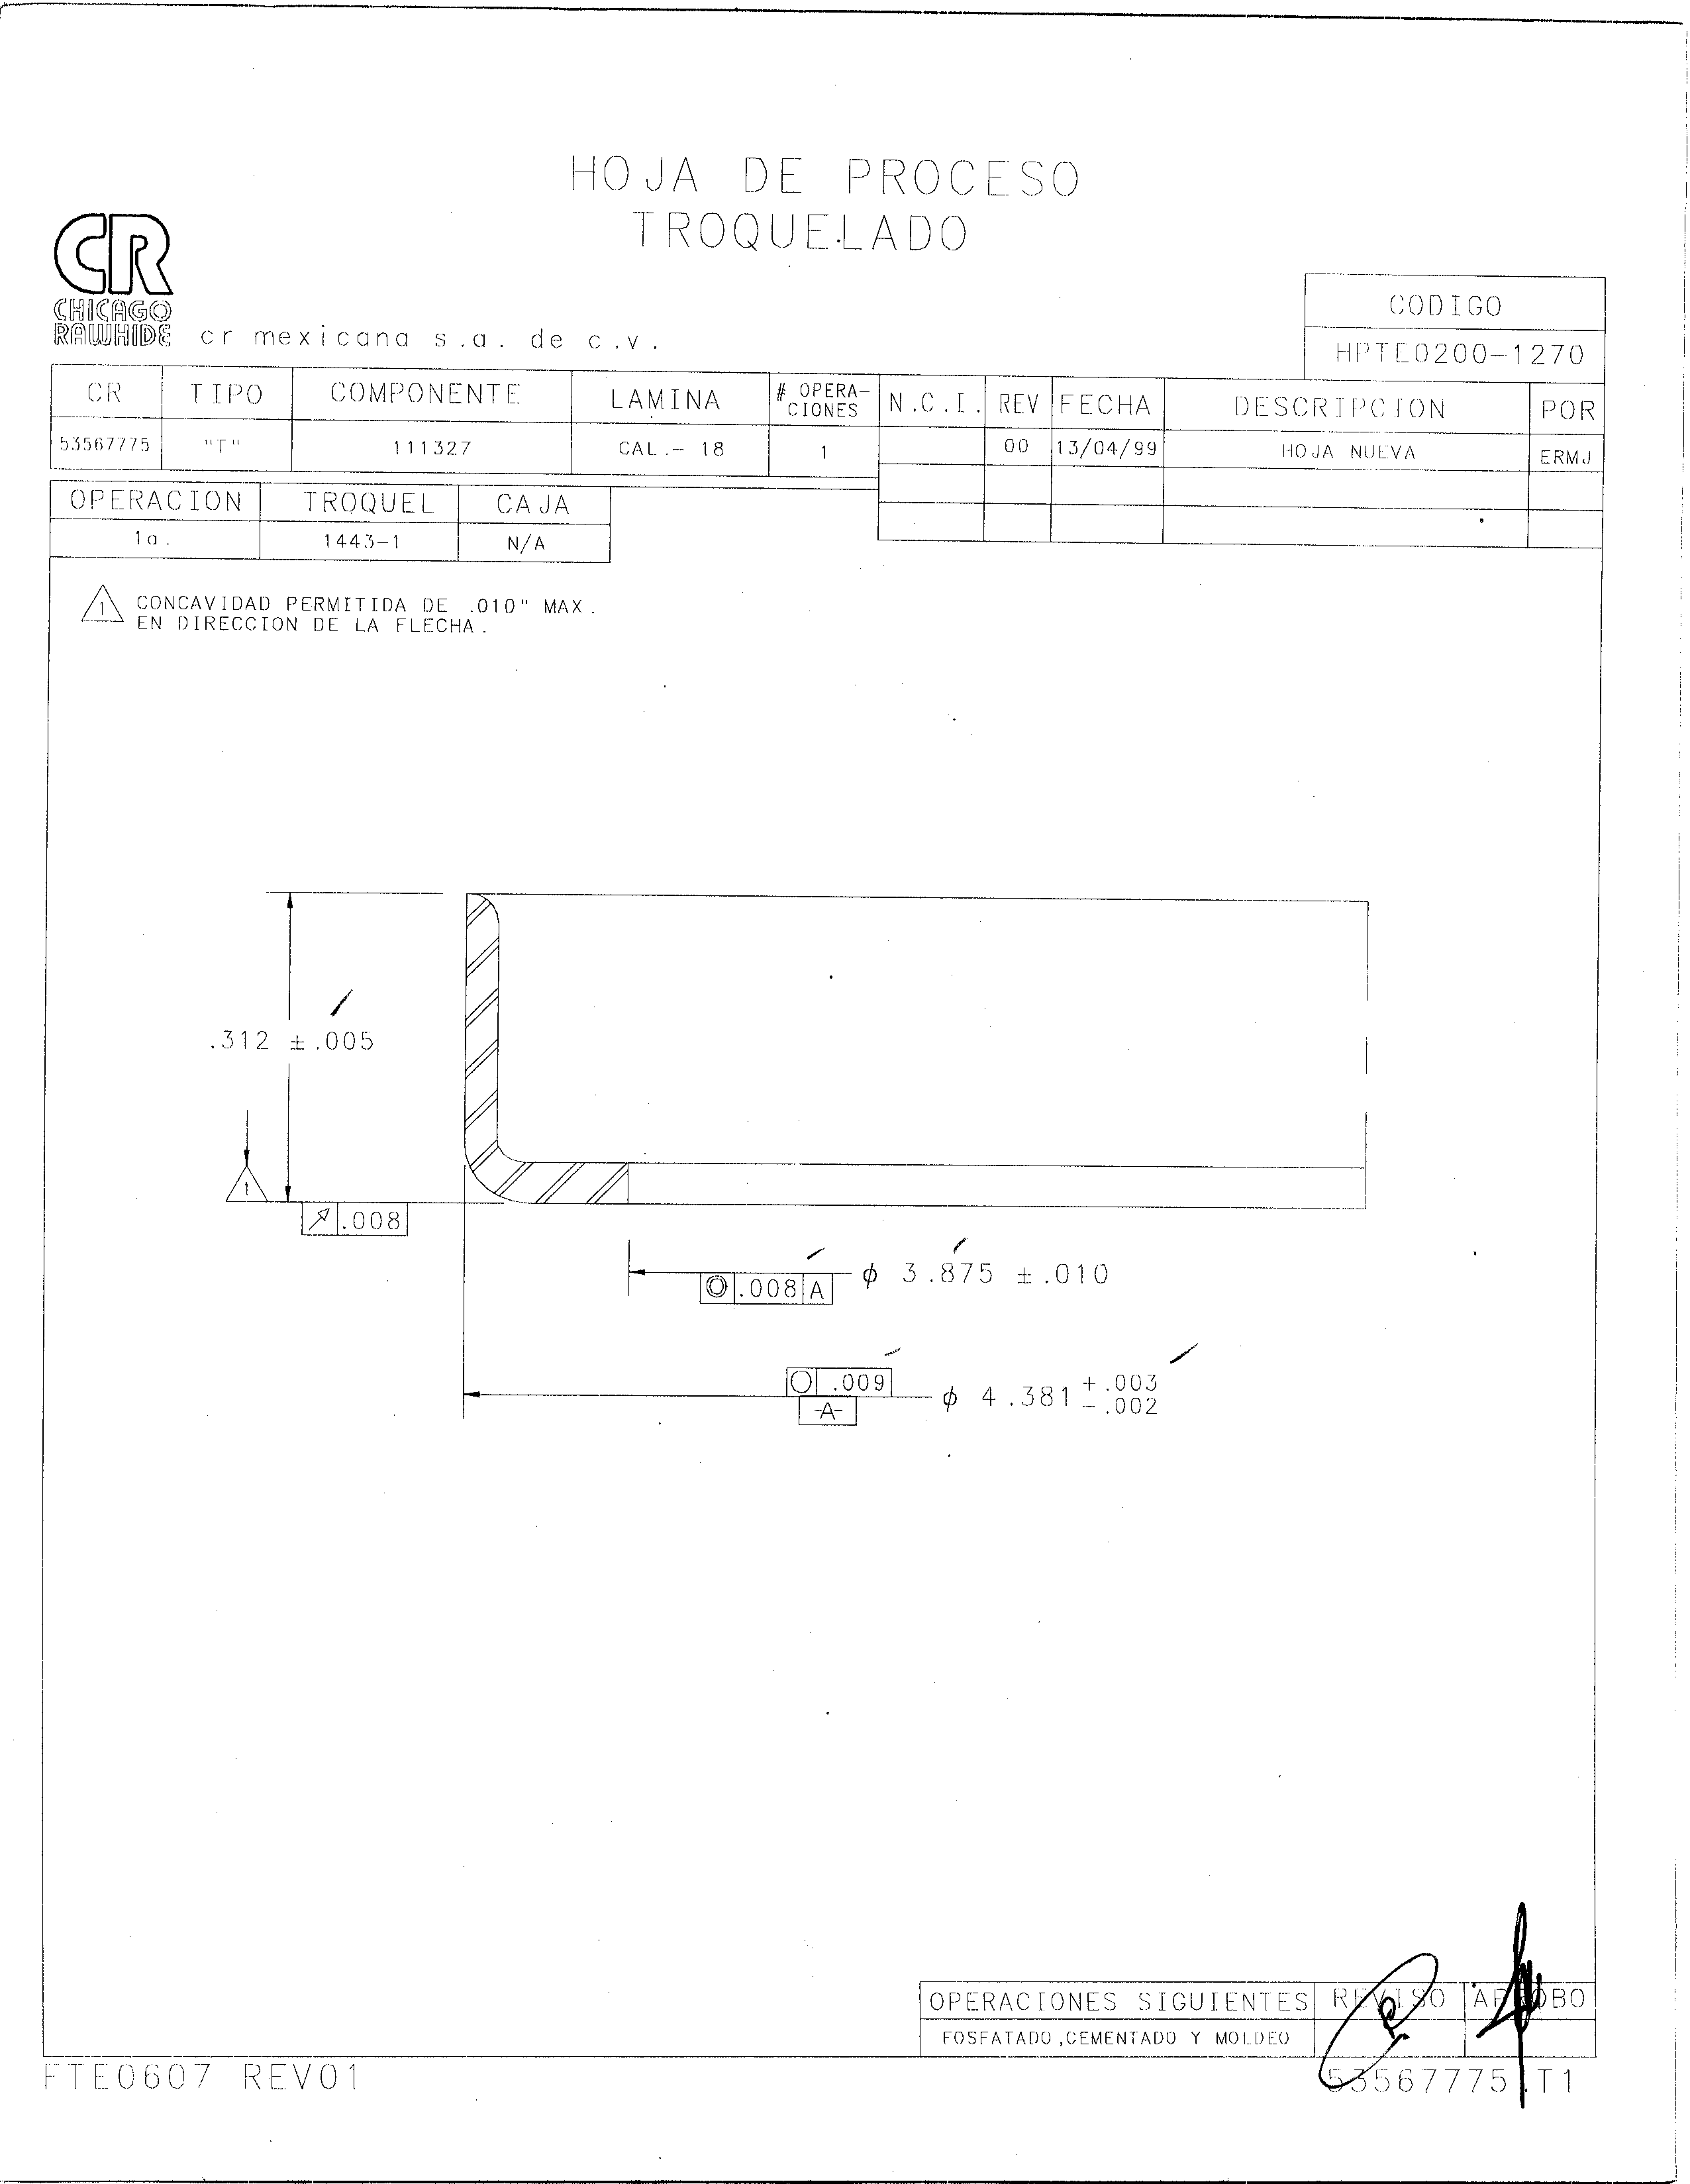 HOJA DE PROCESO
TROQUELADO
CR
CHICAGO
RAWHIDE
cr mexicana s.a. de c.v.
CODIGO
HPTE0200-1270
CR TIPO COMPONENTE LAMINA # OPERA-CIONES N.C.I. REV FECHA DESCRIPCION POR
53567775 "T" 111327 CAL.- 18 1 00 13/04/99 HOJA NUEVA ERMJ
OPERACION TROQUEL CAJA
1a. 1443-1 N/A
1 CONCAVIDAD PERMITIDA DE .010" MAX.
EN DIRECCION DE LA FLECHA.
.312 ±.005
1
.008
.008 A ϕ 3.875 ±.010
.009 ϕ 4.381 +.003
-.002
-A-
OPERACIONES SIGUIENTES REVISO APROBO
FOSFATADO,CEMENTADO Y MOLDEO
FTE0607 REV01
53567775.T1